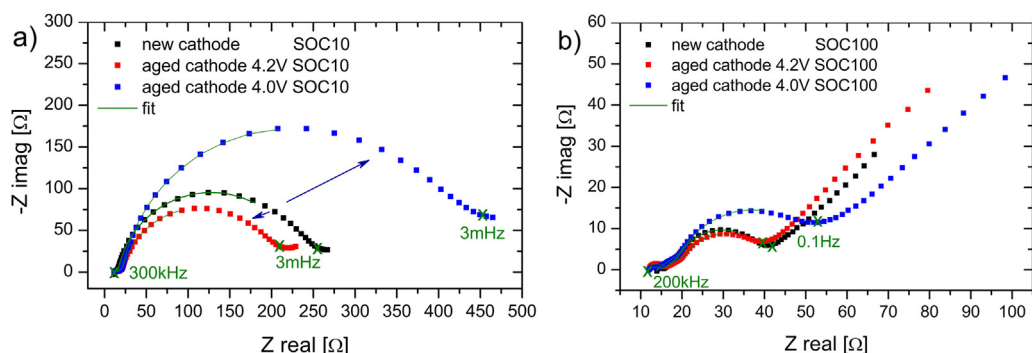 a)
new cathode SOC10
aged cathode 4.2V SOC10
aged cathode 4.0V SOC10
fit
-Z imag [Ω]
350
300
250
200
150
100
50
0
300kHz
3mHz
3mHz
0 50 100 150 200 250 300 350 400 450 500
Z real [Ω]
b)
new cathode SOC100
aged cathode 4.2V SOC100
aged cathode 4.0V SOC100
fit
-Z imag [Ω]
60
50
40
30
20
10
0
0.1Hz
200kHz
10 20 30 40 50 60 70 80 90 100
Z real [Ω]